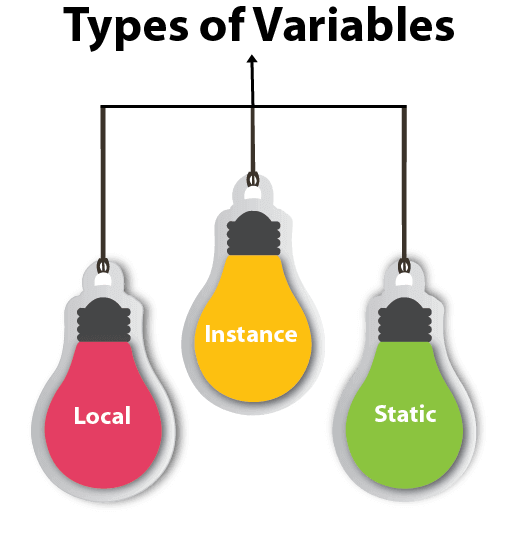 Types of Variables
Instance
Local
Static